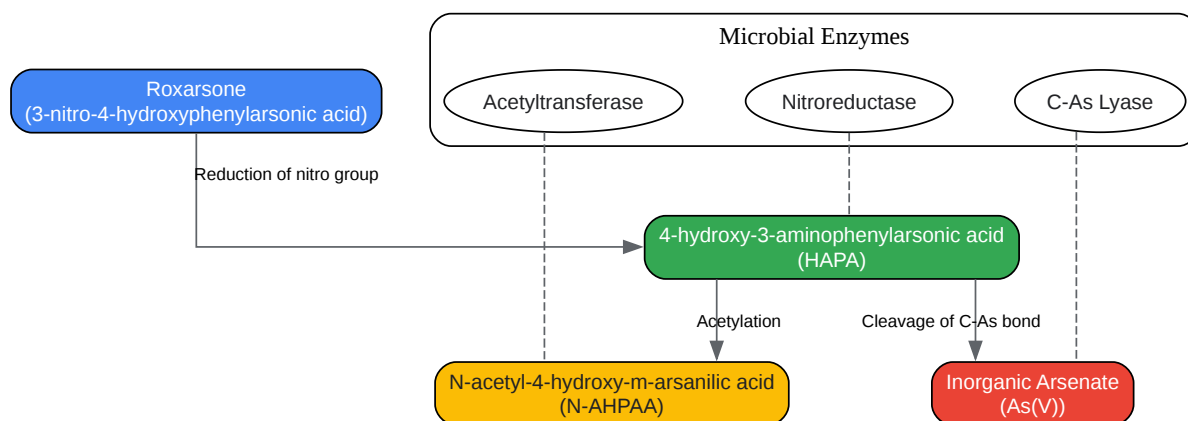 Microbial Enzymes
Roxarsone
(3-nitro-4-hydroxyphenylarsonic acid)
Acetyltransferase
Nitroreductase
C-As Lyase
Reduction of nitro group
4-hydroxy-3-aminophenylarsonic acid
(HAPA)
Acetylation
Cleavage of C-As bond
N-acetyl-4-hydroxy-m-arsanilic acid
(N-AHPAA)
Inorganic Arsenate
(As(V))